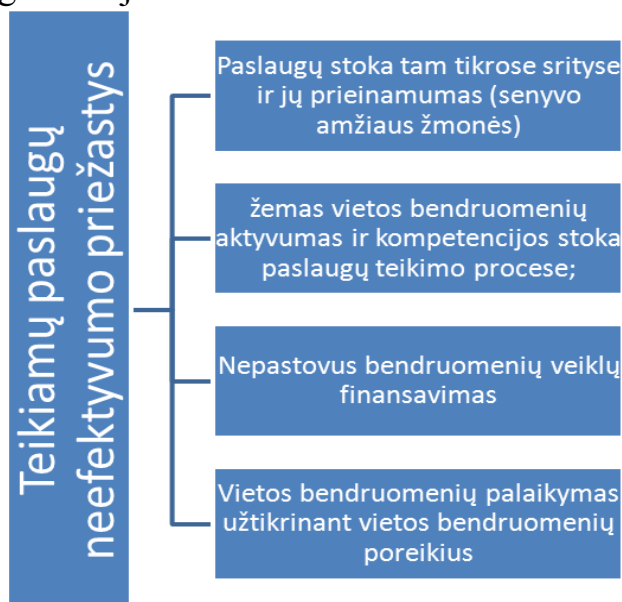 Teikiamų paslaugų
neefektyvumo priežastys
Paslaugų stoka tam tikrose srityse
ir jų prieinamumas (senyvo
amžiaus žmonės)
žemas vietos bendruomenių
aktyvumas ir kompetencijos stoka
paslaugų teikimo procese;
Nepastovus bendruomenių veiklų
finansavimas
Vietos bendruomenių palaikymas
užtikrinant vietos bendruomenių
poreikius